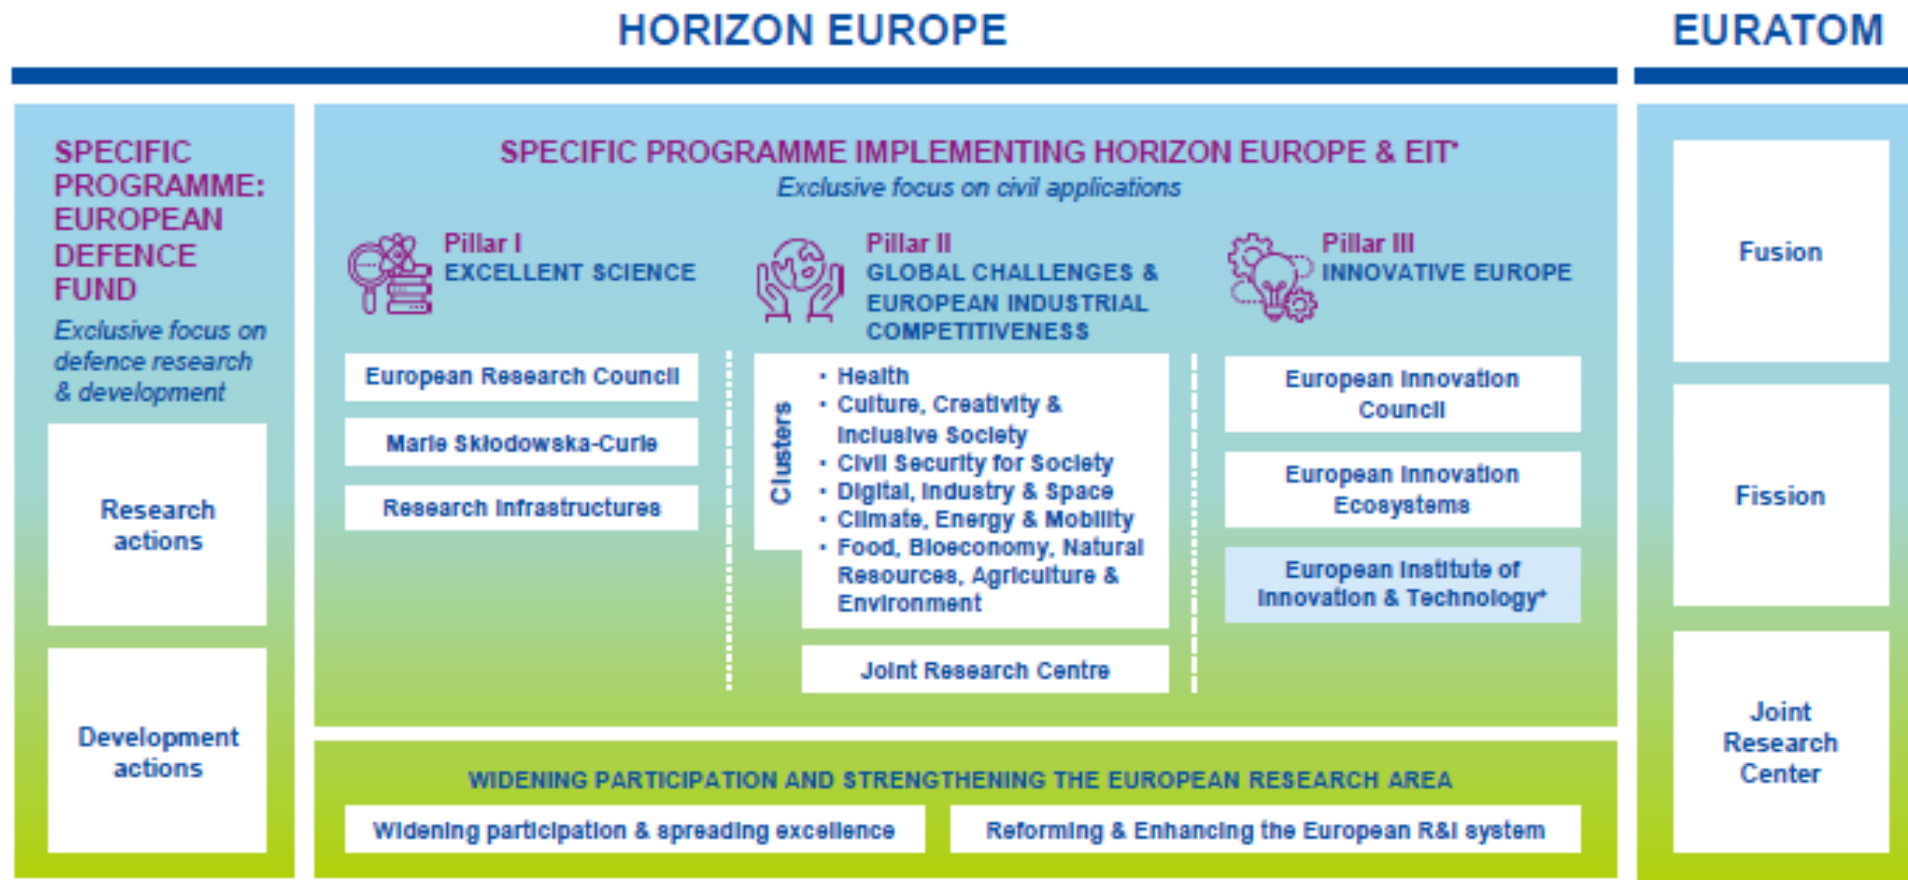 HORIZON EUROPE
EURATOM
SPECIFIC
PROGRAMME:
EUROPEAN
DEFENCE
FUND
Exclusive focus on
defence research
& development
Research
actions
Development
actions
SPECIFIC PROGRAMME IMPLEMENTING HORIZON EUROPE & EIT*
Exclusive focus on civil applications
Pillar I
EXCELLENT SCIENCE
European Research Council
Marie Skłodowska-Curie
Research Infrastructures
Pillar II
GLOBAL CHALLENGES &
EUROPEAN INDUSTRIAL
COMPETITIVENESS
Clusters
• Health
• Culture, Creativity &
Inclusive Society
• Civil Security for Society
• Digital, Industry & Space
• Climate, Energy & Mobility
• Food, Bioeconomy, Natural
Resources, Agriculture &
Environment
Joint Research Centre
Pillar III
INNOVATIVE EUROPE
European Innovation
Council
European Innovation
Ecosystems
European Institute of
Innovation & Technology*
WIDENING PARTICIPATION AND STRENGTHENING THE EUROPEAN RESEARCH AREA
Widening participation & spreading excellence
Reforming & Enhancing the European R&I system
Fusion
Fission
Joint
Research
Center